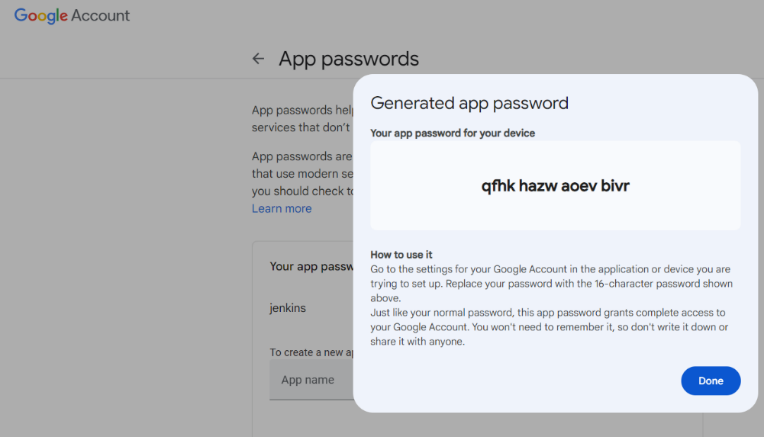 Google Account
App passwords
App passwords help
services that don't
App passwords are
that use modern se
you should check to
Learn more
Your app passw
jenkins
To create a new ap
App name
Generated app password
Your app password for your device
qfhk hazw aoev bivr
How to use it
Go to the settings for your Google Account in the application or device you are
trying to set up. Replace your password with the 16-character password shown
above.
Just like your normal password, this app password grants complete access to
your Google Account. You won't need to remember it, so don't write it down or
share it with anyone.
Done